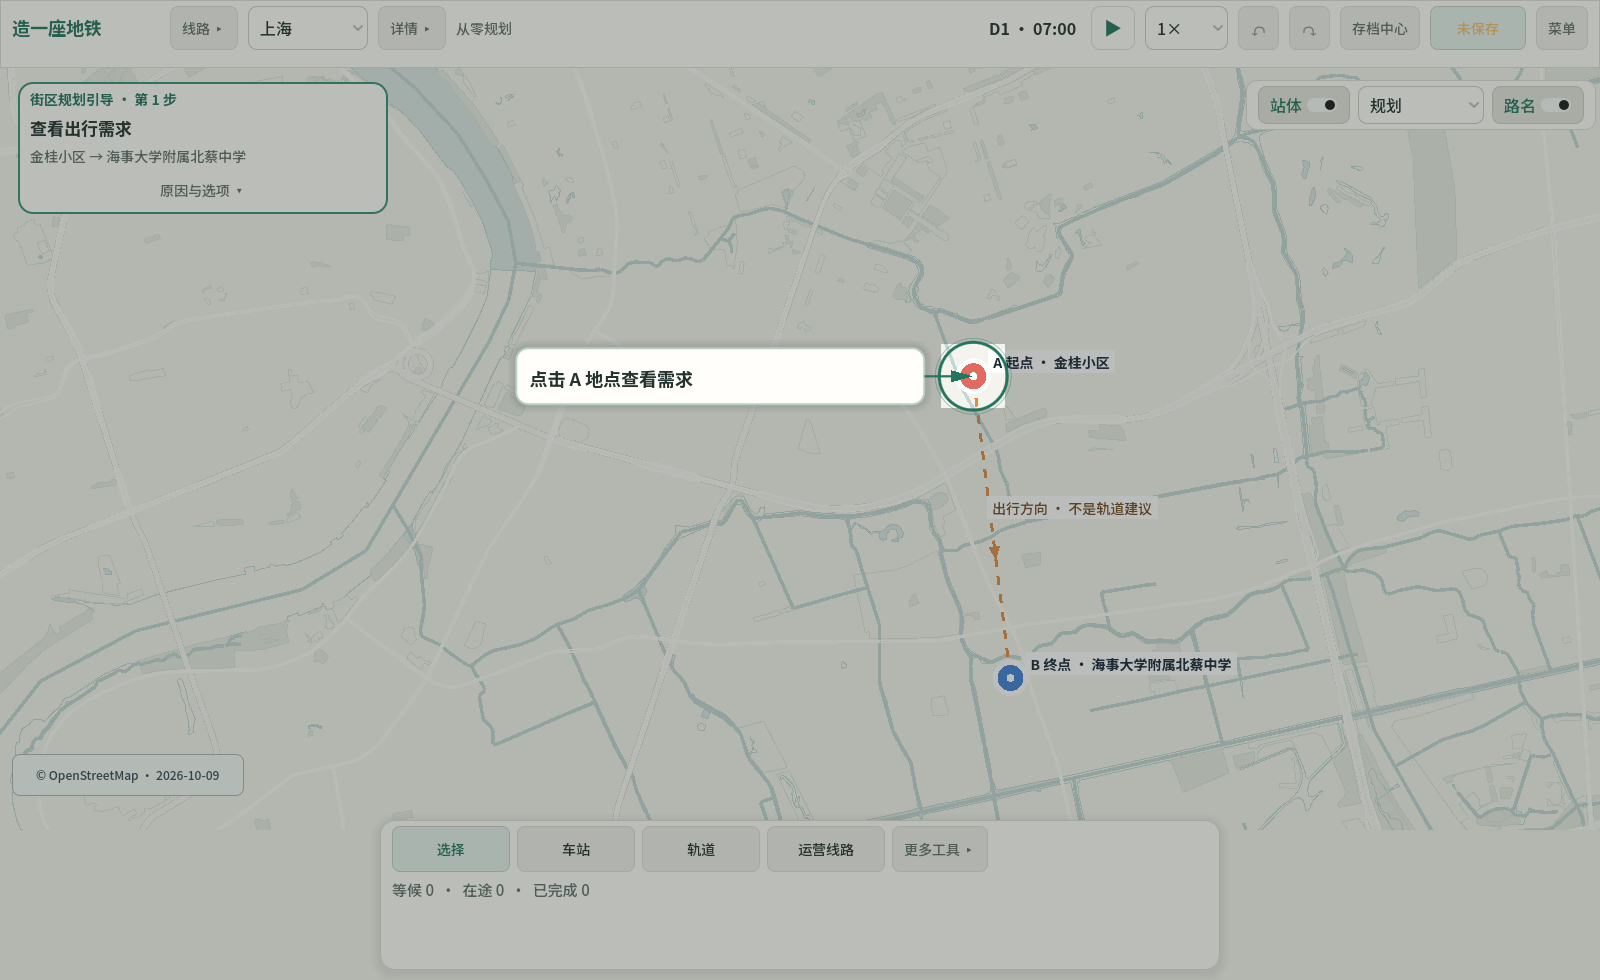 造一座地铁
线路 ▸
上海
详情 ▸
从零规划
D1 • 07:00
1×
存档中心
未保存
菜单
街区规划引导 • 第 1 步
查看出行需求
金桂小区 → 海事大学附属北蔡中学
原因与选项 ▾
站体
规划
路名
点击 A 地点查看需求
A 起点 • 金桂小区
出行方向 • 不是轨道建议
B 终点 • 海事大学附属北蔡中学
© OpenStreetMap • 2026-10-09
选择
车站
轨道
运营线路
更多工具 ▸
等候 0 • 在途 0 • 已完成 0